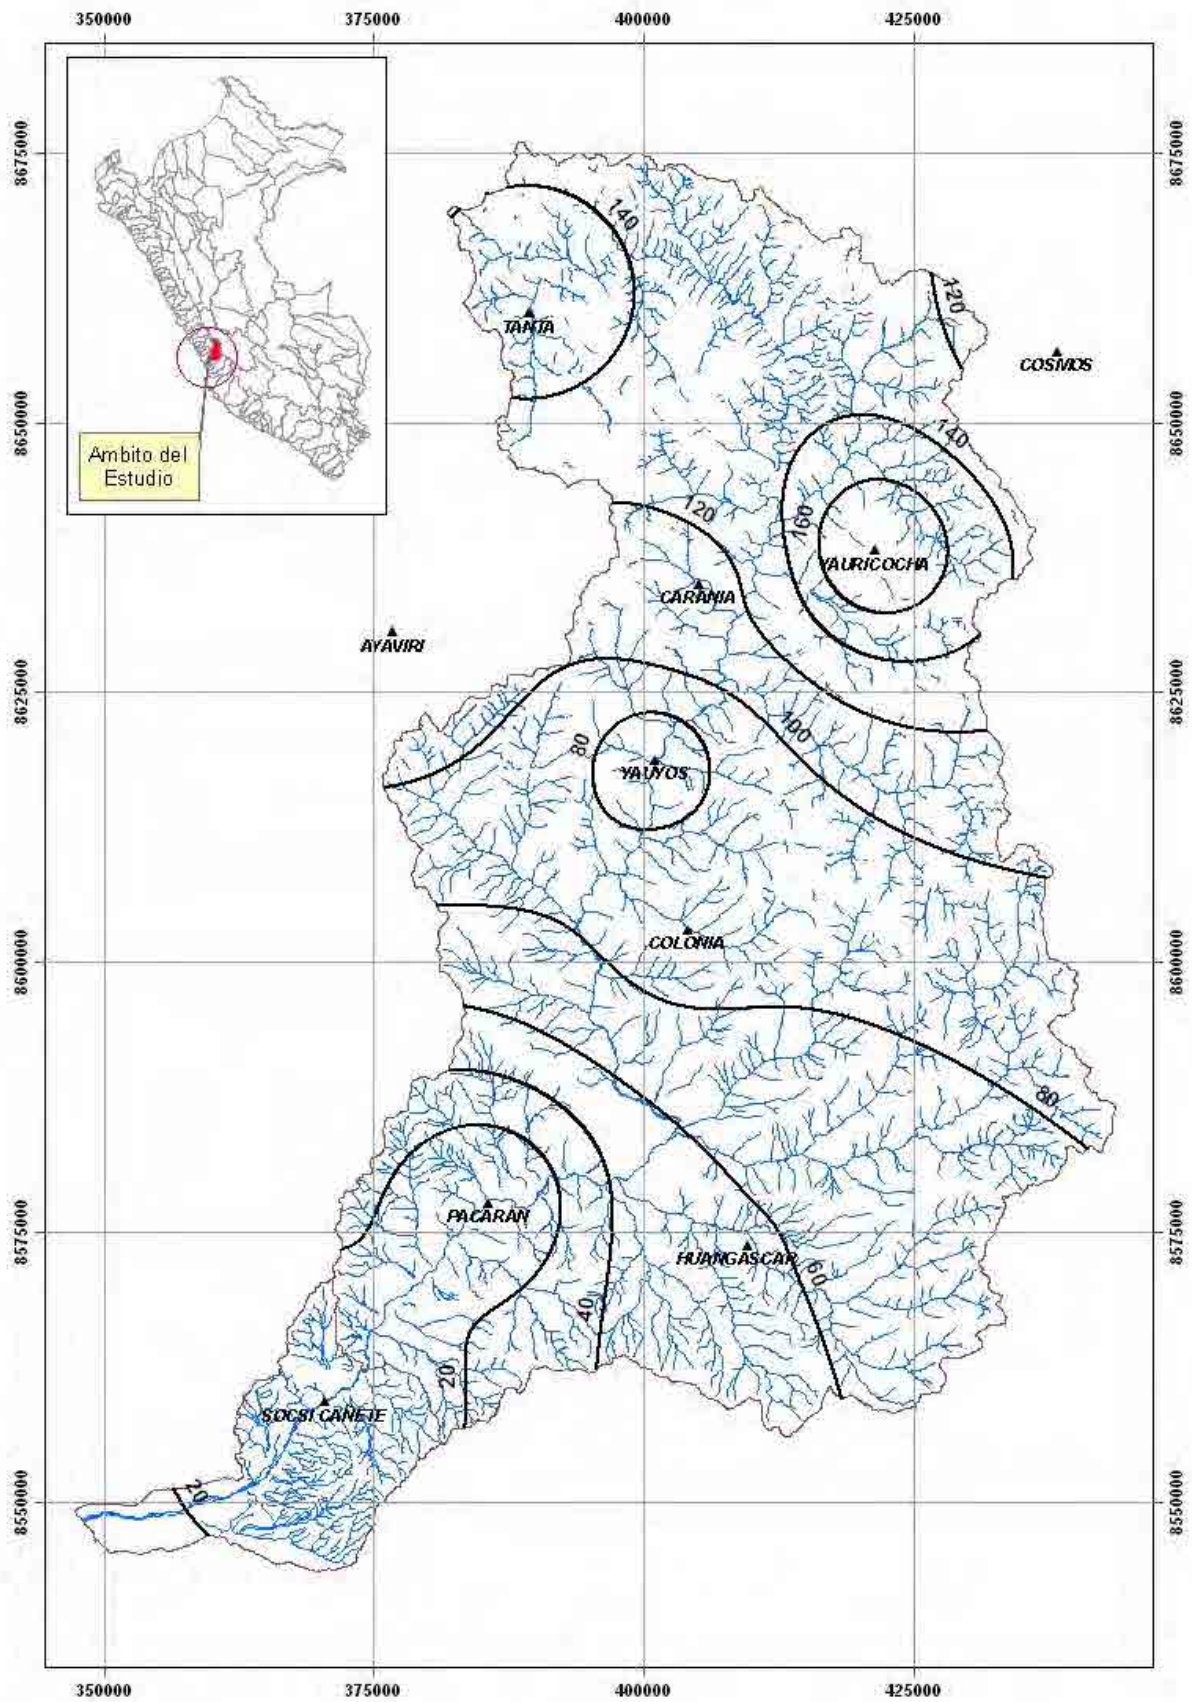 350000
375000
400000
425000
8675000
8675000
140
TANTA
120
COSMOS
Ambito del
Estudio
8650000
8650000
140
120
160
YAURICOCHA
CARANIA
AYAVIRI
8625000
8625000
100
80
YAUYOS
COLONIA
8600000
8600000
80
PACARAN
8575000
8575000
HUANGASCAR
60
40
20
SOCSI CAÑETE
20
8550000
8550000
350000
375000
400000
425000